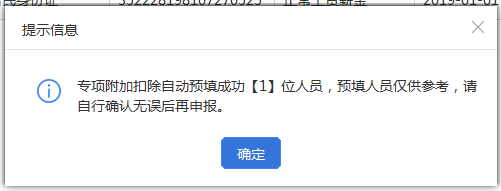 提示信息
专项附加扣除自动预填成功【1】位人员，预填人员仅供参考，请
自行确认无误后再申报。
确定